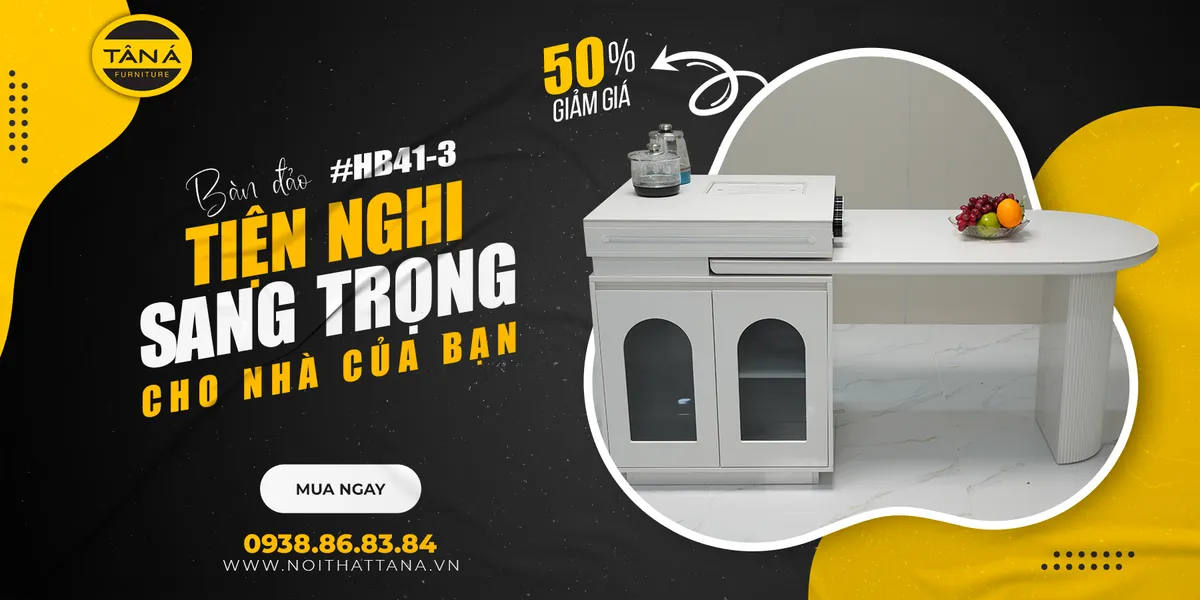 TÂN Á
FURNITURE
50%
GIẢM GIÁ
Bàn đảo #HB41-3
TIỆN NGHI
SANG TRỌNG
CHO NHÀ CỦA BẠN
MUA NGAY
0938.86.83.84
WWW.NOITHATTANA.VN